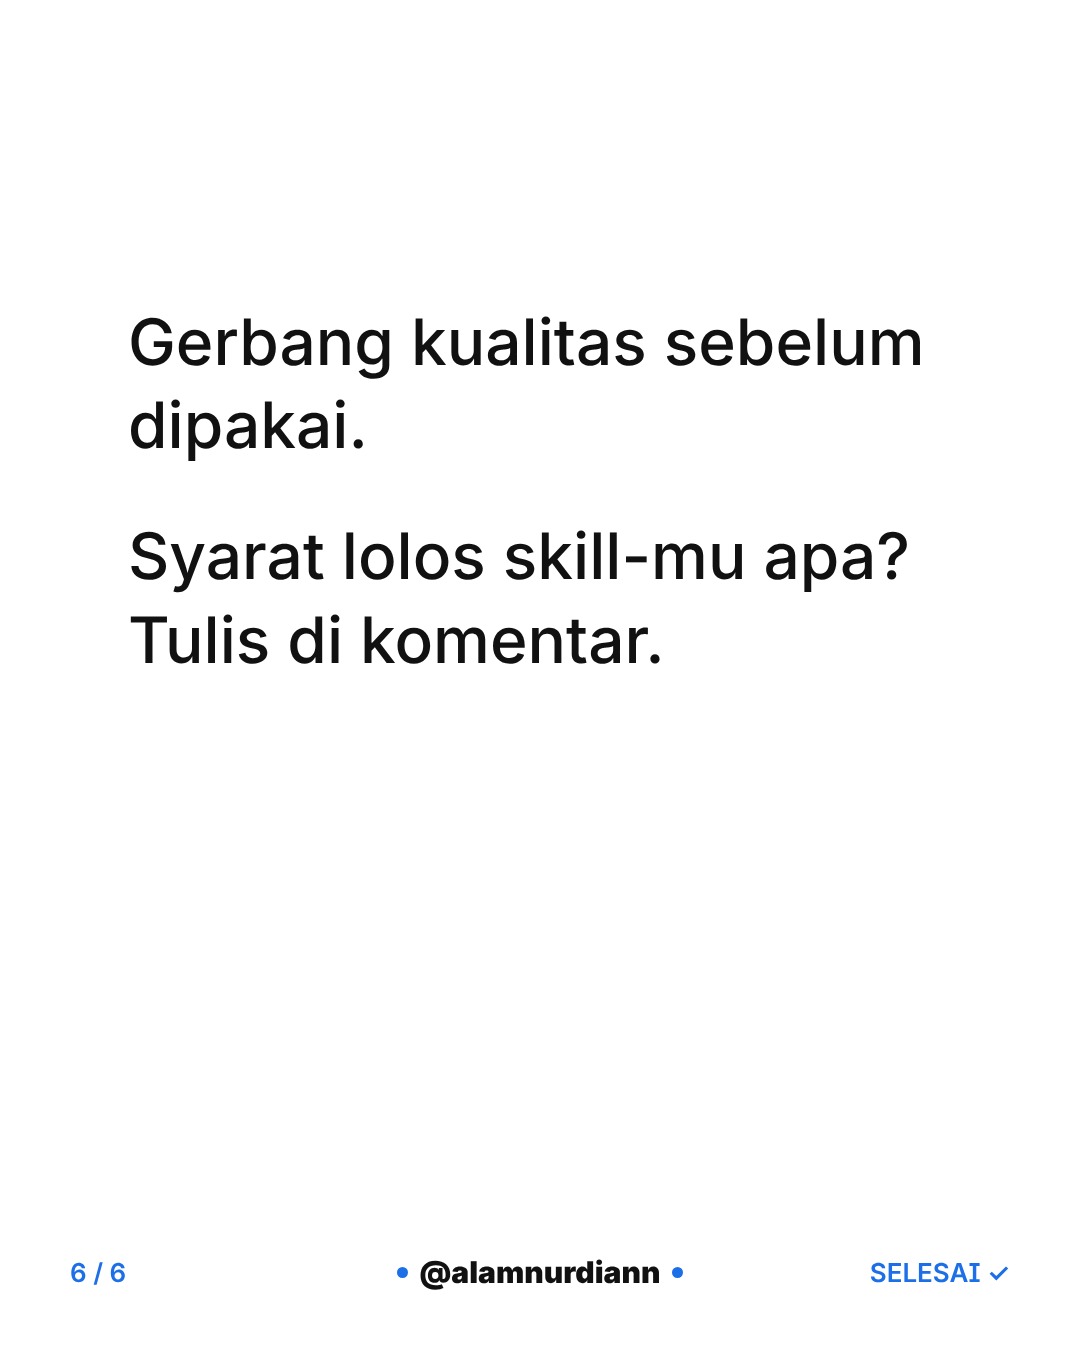 Gerbang kualitas sebelum
dipakai.
Syarat lolos skill-mu apa?
Tulis di komentar.
6 / 6
• @alamnurdiann •
SELESAI ✓